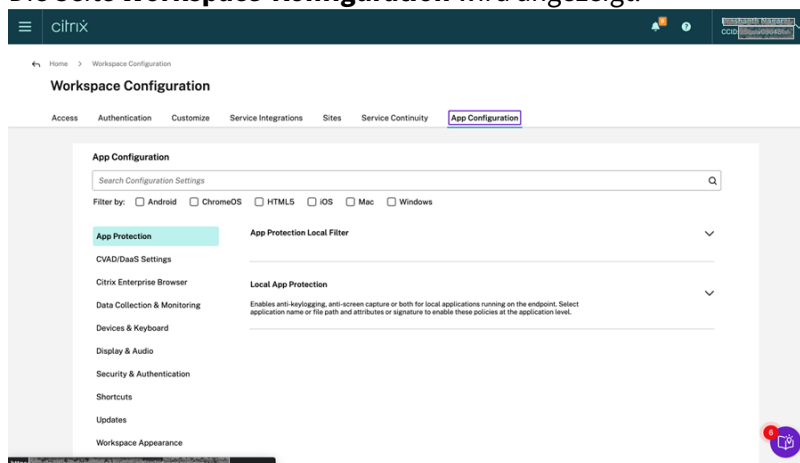 Die Seite Workspace-Konfiguration wird angezeigt.
citrix
CCID:
Home > Workspace Configuration
Workspace Configuration
Access Authentication Customize Service Integrations Sites Service Continuity App Configuration
App Configuration
Search Configuration Settings
Filter by: Android ChromeOS HTML5 iOS Mac Windows
App Protection
CVAD/DaaS Settings
Citrix Enterprise Browser
Data Collection & Monitoring
Devices & Keyboard
Display & Audio
Security & Authentication
Shortcuts
Updates
Workspace Appearance
App Protection Local Filter
Local App Protection
Enables anti-keylogging, anti-screen capture or both for local applications running on the endpoint. Select
application name or file path and attributes or signature to enable these policies at the application level.
6